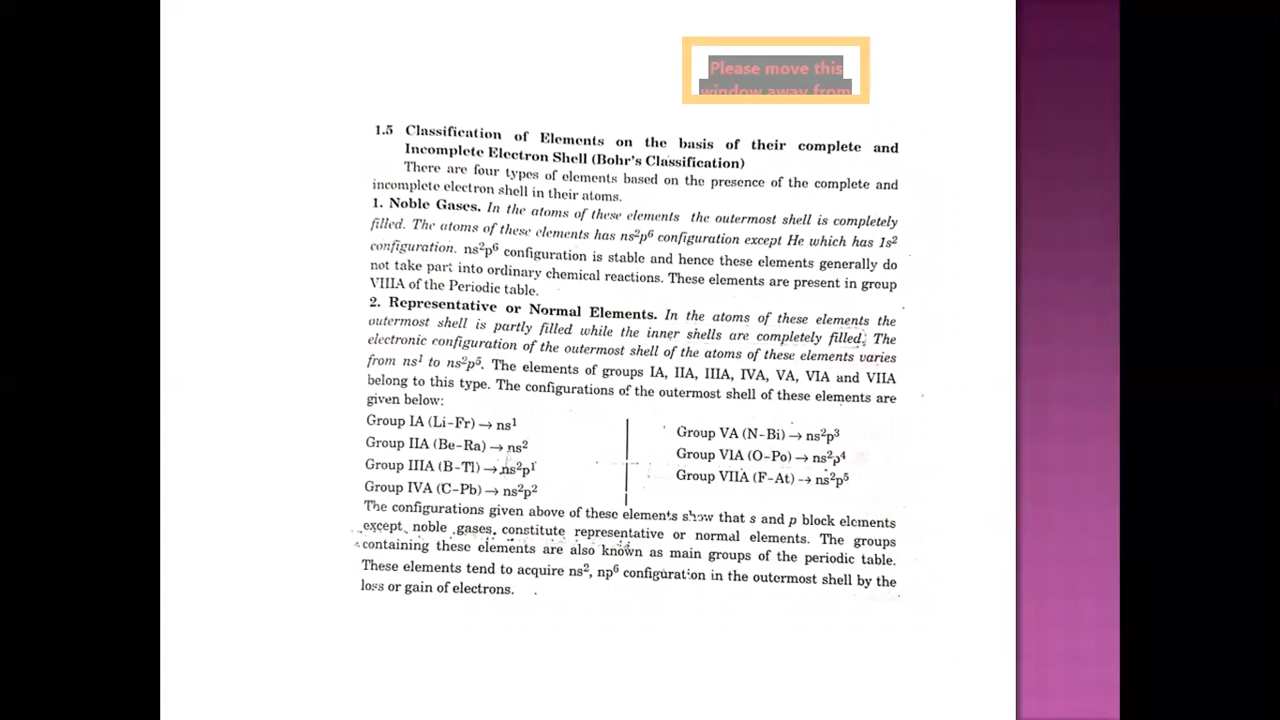 Please move this
window away from
1.5 Classification of Elements on the basis of their complete and
Incomplete Electron Shell (Bohr's Classification)
There are four types of elements based on the presence of the complete and
incomplete electron shell in their atoms.
1. Noble Gases. In the atoms of these elements the outermost shell is completely
filled. The atoms of these elements has ns²p⁶ configuration except He which has 1s²
configuration. ns²p⁶ configuration is stable and hence these elements generally do
not take part into ordinary chemical reactions. These elements are present in group
VIIIA of the Periodic table.
2. Representative or Normal Elements. In the atoms of these elements the
outermost shell is partly filled while the inner shells are completely filled. The
electronic configuration of the outermost shell of the atoms of these elements varies
from ns¹ to ns²p⁵. The elements of groups IA, IIA, IIIA, IVA, VA, VIA and VIIA
belong to this type. The configurations of the outermost shell of these elements are
given below:
Group IA (Li-Fr) → ns¹
Group IIA (Be-Ra) → ns²
Group IIIA (B-Tl) → ns²p¹
Group IVA (C-Pb) → ns²p²
Group VA (N-Bi) → ns²p³
Group VIA (O-Po) → ns²p⁴
Group VIIA (F-At) → ns²p⁵
The configurations given above of these elements show that s and p block elements
except noble gases, constitute representative or normal elements. The groups
containing these elements are also known as main groups of the periodic table.
These elements tend to acquire ns², np⁶ configuration in the outermost shell by the
loss or gain of electrons.